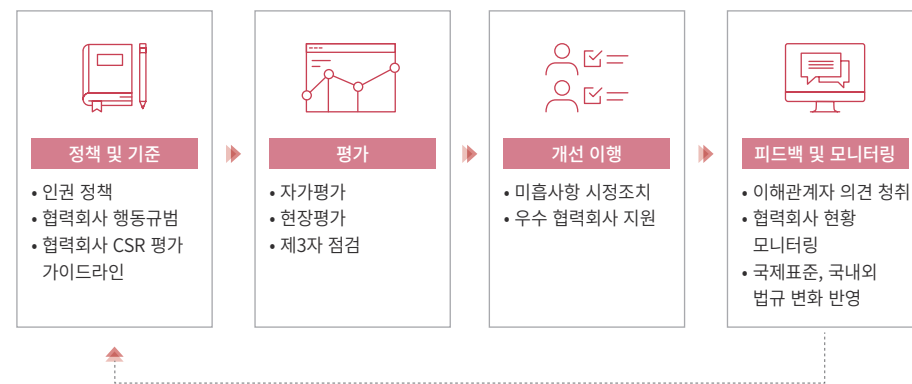 정책 및 기준
• 인권 정책
• 협력회사 행동규범
• 협력회사 CSR 평가
가이드라인
평가
• 자가평가
• 현장평가
• 제3자 점검
개선 이행
• 미흡사항 시정조치
• 우수 협력회사 지원
피드백 및 모니터링
• 이해관계자 의견 청취
• 협력회사 현황
모니터링
• 국제표준, 국내외
법규 변화 반영